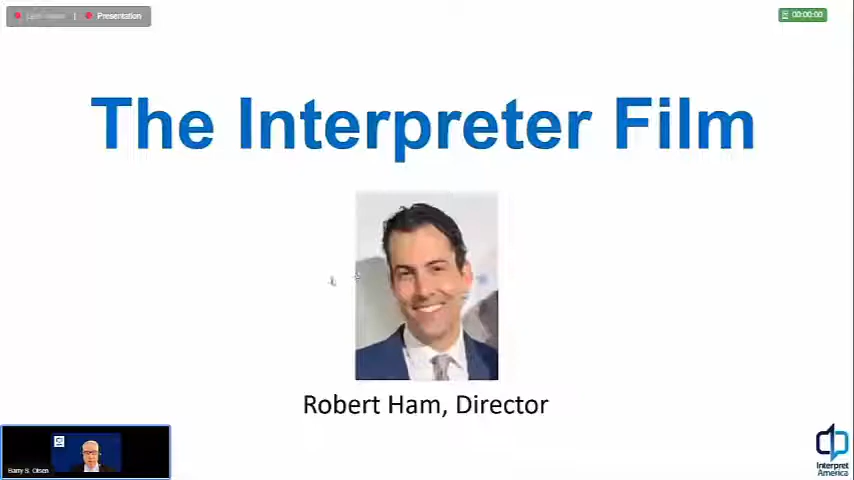 Presentation
00:00:00
The Interpreter Film
Robert Ham, Director
Barry S. Olsen
Interpret
America